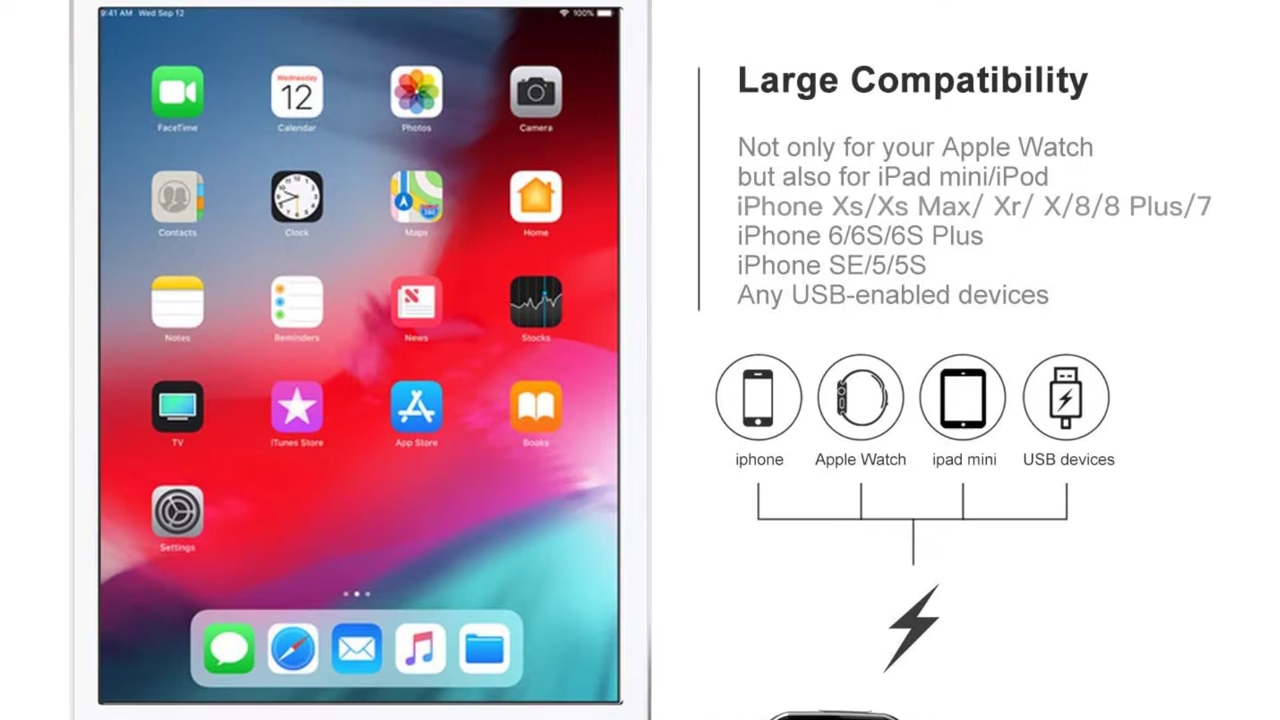 9:41 AM Wed Sep 12
100%
FaceTime
Wednesday
12
Calendar
Photos
Camera
Contacts
Clock
280
Maps
Home
Notes
Reminders
News
Stocks
TV
iTunes Store
App Store
Books
Settings
Large Compatibility
Not only for your Apple Watch
but also for iPad mini/iPod
iPhone Xs/Xs Max/ Xr/ X/8/8 Plus/7
iPhone 6/6S/6S Plus
iPhone SE/5/5S
Any USB-enabled devices
iphone
Apple Watch
ipad mini
USB devices